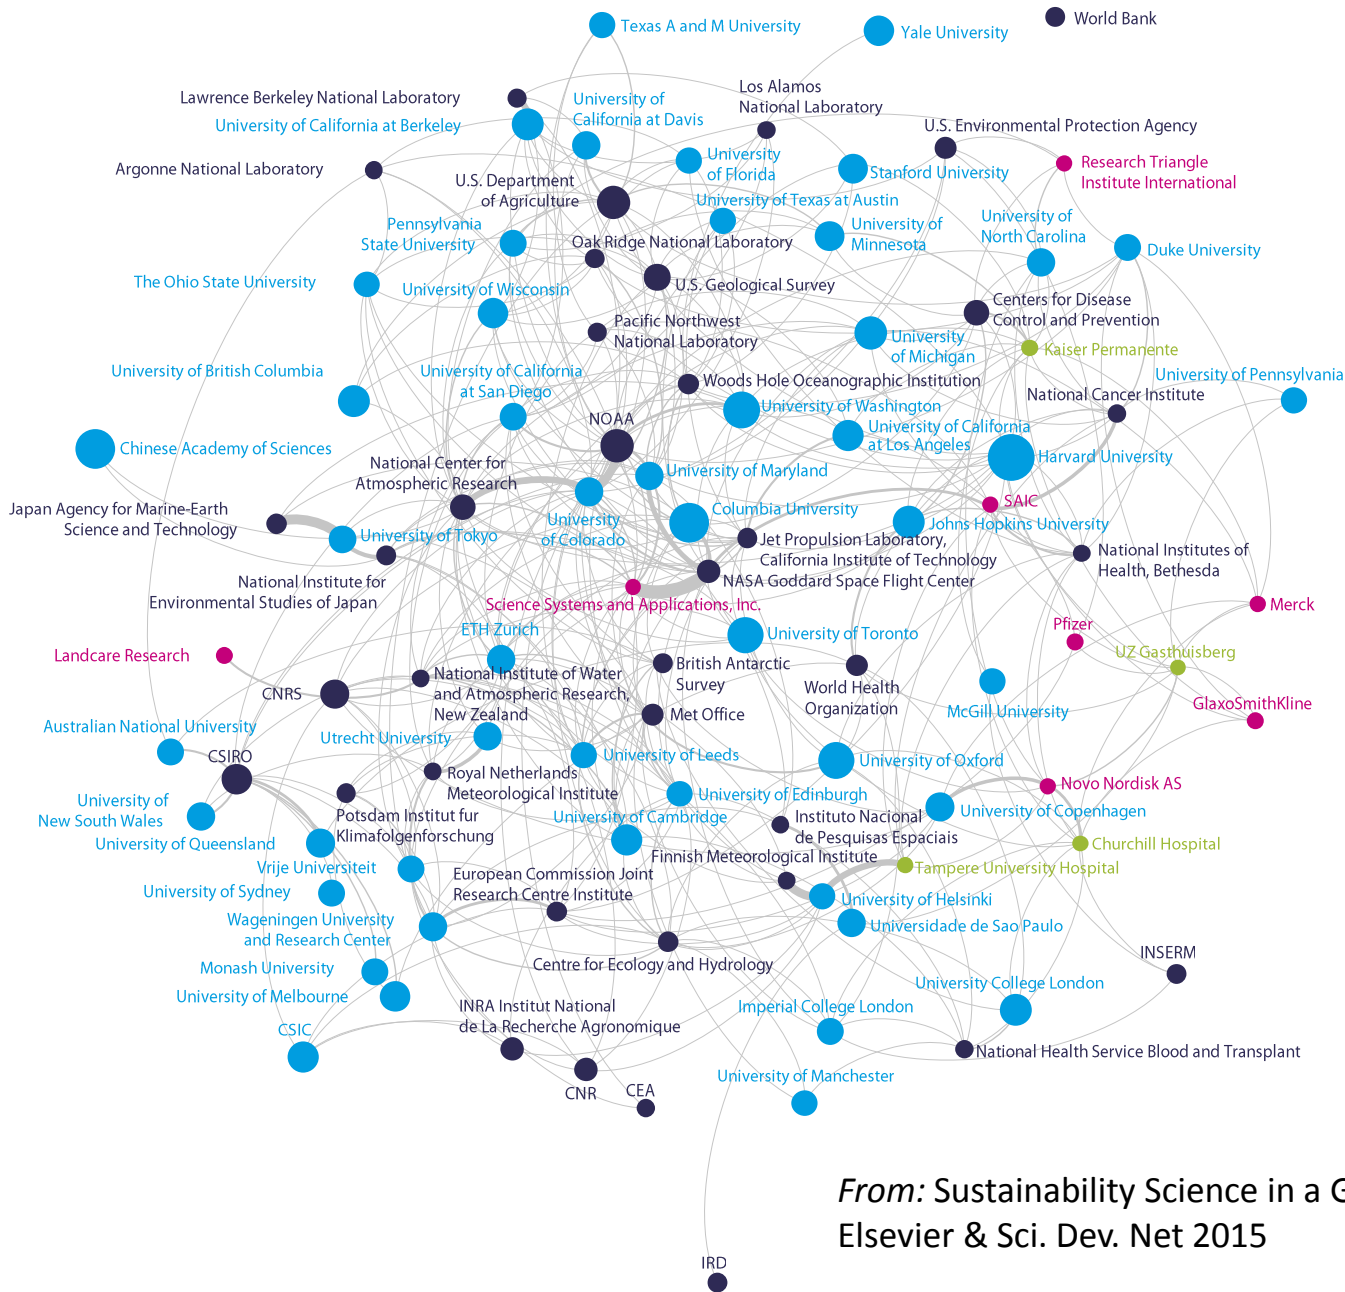 World Bank
Texas A and M University
Yale University
Lawrence Berkeley National Laboratory
University of
California at Davis
Los Alamos
National Laboratory
University of California at Berkeley
U.S. Environmental Protection Agency
Argonne National Laboratory
University
of Florida
Stanford University
Research Triangle
Institute International
U.S. Department
of Agriculture
University of Texas at Austin
Pennsylvania
State University
Oak Ridge National Laboratory
University of
Minnesota
University of
North Carolina
Duke University
The Ohio State University
University of Wisconsin
U.S. Geological Survey
Centers for Disease
Control and Prevention
Pacific Northwest
National Laboratory
University
of Michigan
Kaiser Permanente
University of British Columbia
University of California
at San Diego
Woods Hole Oceanographic Institution
National Cancer Institute
University of Pennsylvania
NOAA
University of Washington
University of California
at Los Angeles
Chinese Academy of Sciences
National Center for
Atmospheric Research
University of Maryland
Harvard University
Japan Agency for Marine-Earth
Science and Technology
University of Tokyo
University
of Colorado
Columbia University
SAIC
Johns Hopkins University
Jet Propulsion Laboratory,
California Institute of Technology
National Institutes of
Health, Bethesda
National Institute for
Environmental Studies of Japan
NASA Goddard Space Flight Center
Science Systems and Applications, Inc.
Merck
ETH Zurich
University of Toronto
Pfizer
UZ Gasthuisberg
Landcare Research
CNRS
National Institute of Water
and Atmospheric Research,
New Zealand
British Antarctic
Survey
World Health
Organization
McGill University
GlaxoSmithKline
Australian National University
Met Office
Utrecht University
CSIRO
University of Leeds
University of Oxford
Royal Netherlands
Meteorological Institute
Novo Nordisk AS
University of
New South Wales
Potsdam Institut fur
Klimafolgenforschung
University of Edinburgh
University of Cambridge
Instituto Nacional
de Pesquisas Espaciais
University of Copenhagen
University of Queensland
Churchill Hospital
Vrije Universiteit
Finnish Meteorological Institute
Tampere University Hospital
European Commission Joint
Research Centre Institute
University of Sydney
University of Helsinki
Wageningen University
and Research Center
Universidade de Sao Paulo
Centre for Ecology and Hydrology
INSERM
Monash University
University of Melbourne
University College London
INRA Institut National
de La Recherche Agronomique
Imperial College London
CSIC
National Health Service Blood and Transplant
CNR
CEA
University of Manchester
From: Sustainability Science in a G
Elsevier & Sci. Dev. Net 2015
IRD